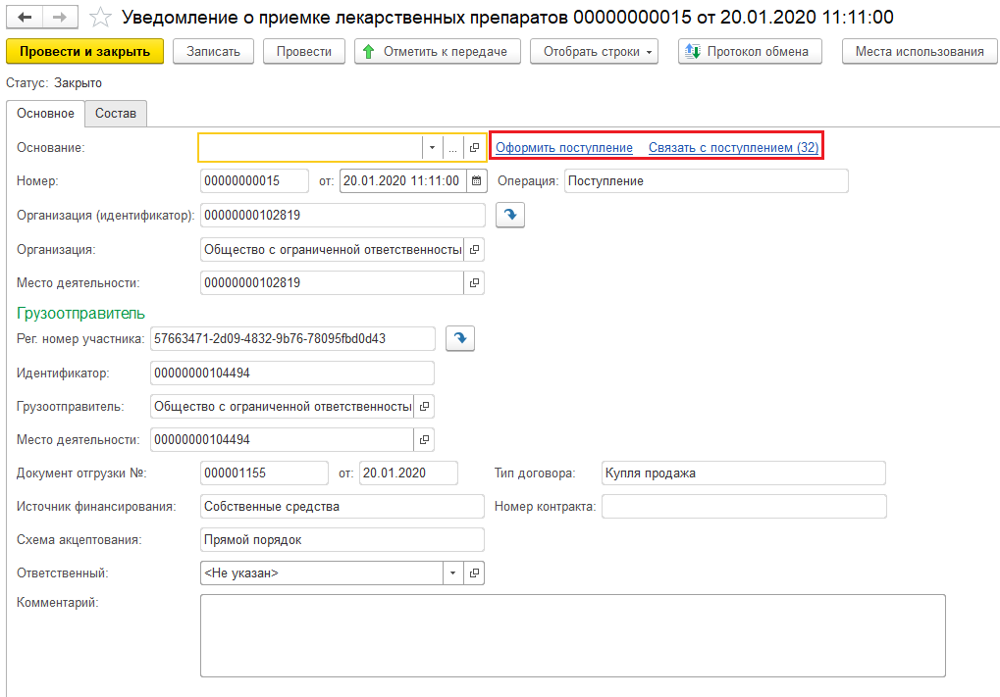 Уведомление о приемке лекарственных препаратов 00000000015 от 20.01.2020 11:11:00
Провести и закрыть Записать Провести Отметить к передаче Отобрать строки Протокол обмена Места использования
Статус: Закрыто
Основное Состав
Основание: ... Оформить поступление Связать с поступлением (32)
Номер: 00000000015 от: 20.01.2020 11:11:00 Операция: Поступление
Организация (идентификатор): 00000000102819
Организация: Общество с ограниченной ответственносты
Место деятельности: 00000000102819
Грузоотправитель
Рег. номер участника: 57663471-2d09-4832-9b76-78095fbd0d43
Идентификатор: 00000000104494
Грузоотправитель: Общество с ограниченной ответственносты
Место деятельности: 00000000104494
Документ отгрузки №: 000001155 от: 20.01.2020 Тип договора: Купля продажа
Источник финансирования: Собственные средства Номер контракта:
Схема акцептования: Прямой порядок
Ответственный: <Не указан>
Комментарий: